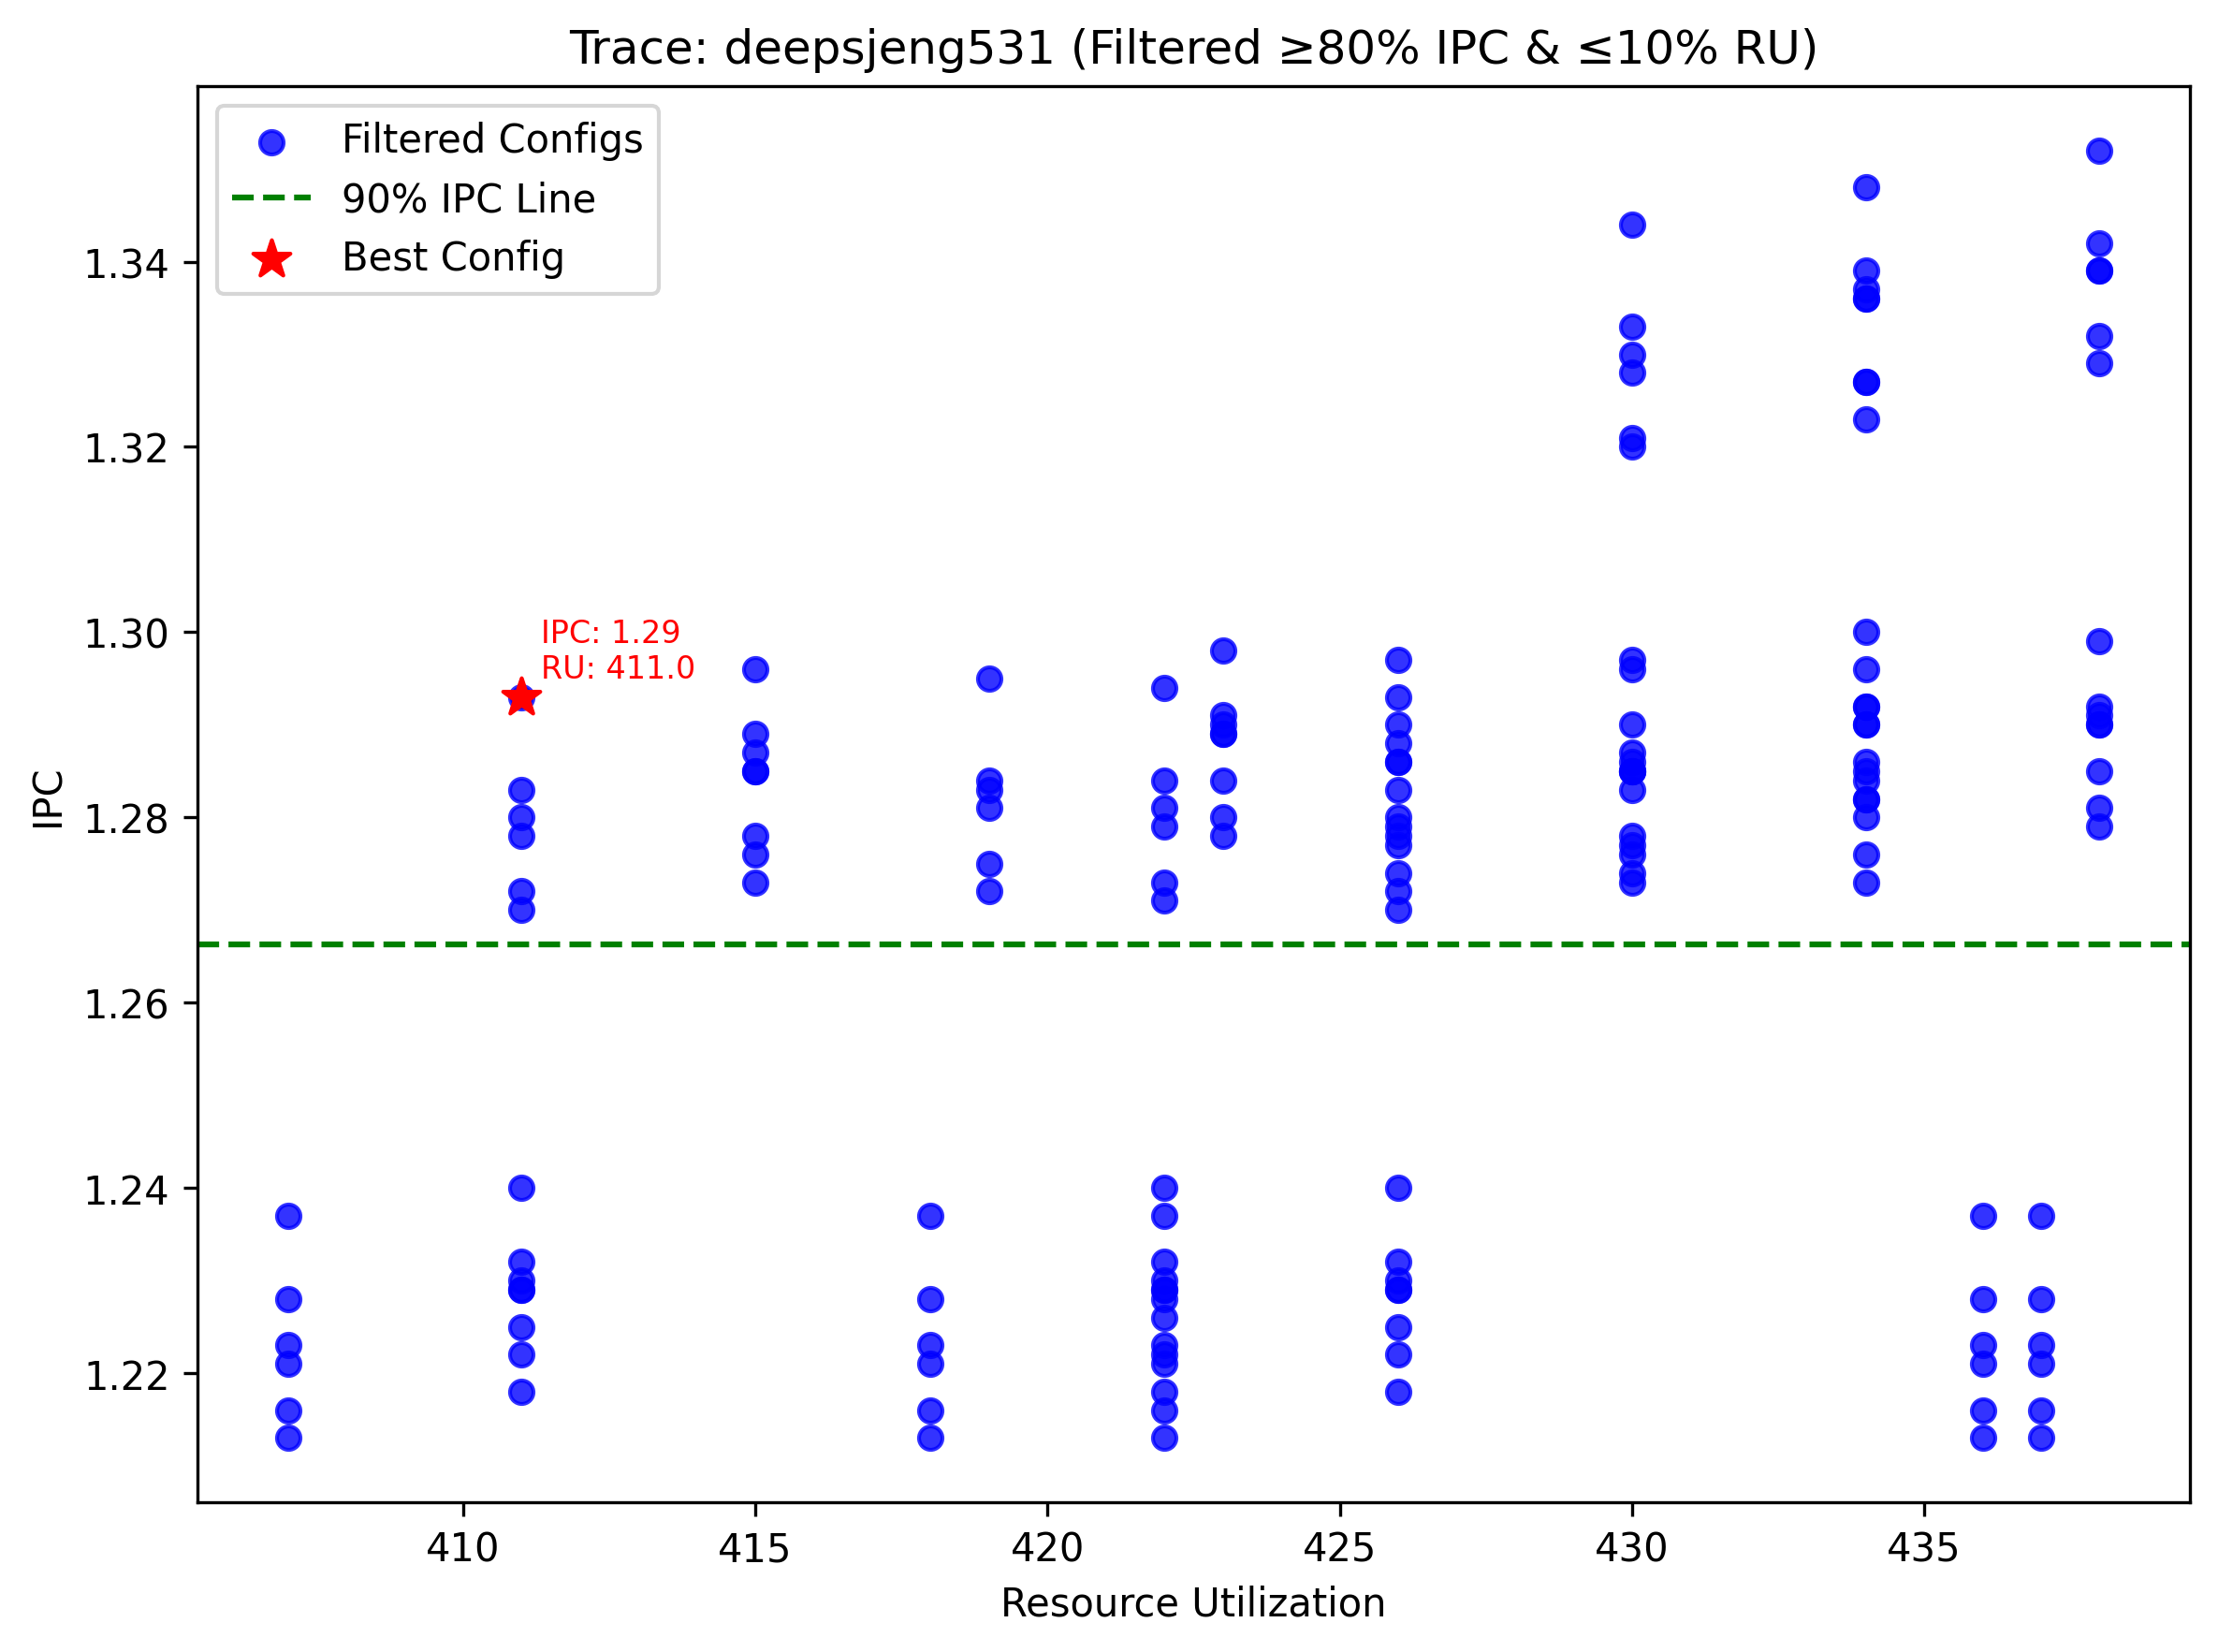 Trace: deepsjeng531 (Filtered ≥80% IPC & ≤10% RU)
Filtered Configs
90% IPC Line
Best Config
IPC: 1.29
RU: 411.0
IPC
1.34
1.32
1.30
1.28
1.26
1.24
1.22
410 415 420 425 430 435
Resource Utilization